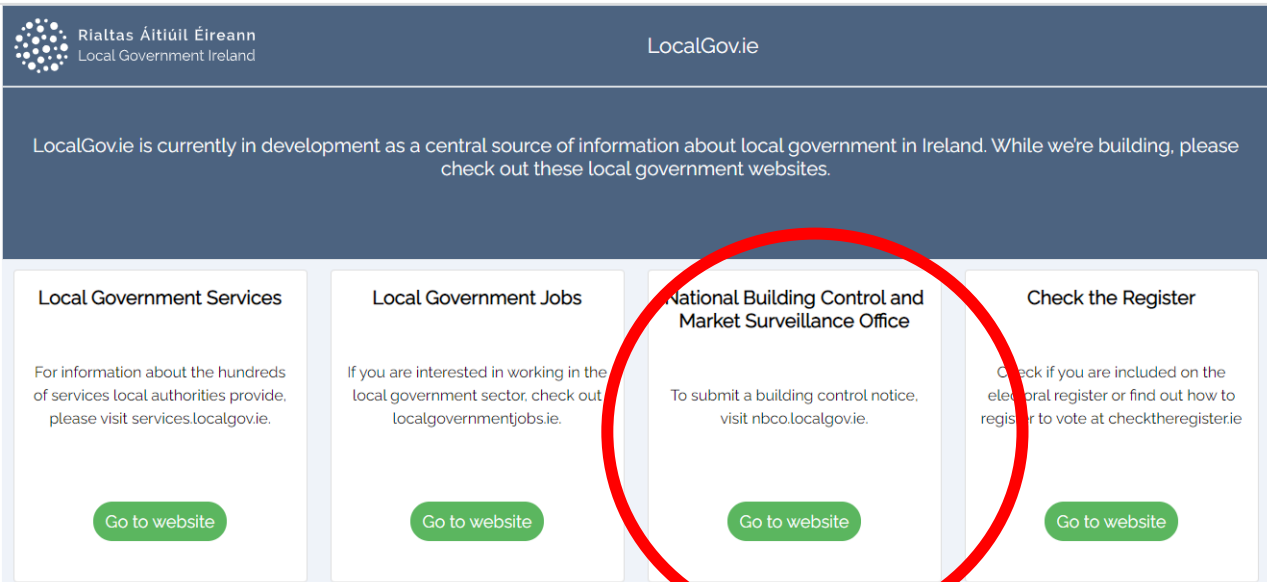 Rialtas Áitiúil Éireann
Local Government Ireland
LocalGov.ie
LocalGov.ie is currently in development as a central source of information about local government in Ireland. While we're building, please
check out these local government websites.
Local Government Services
For information about the hundreds
of services local authorities provide,
please visit services.localgov.ie.
Go to website
Local Government Jobs
If you are interested in working in the
local government sector, check out
localgovernmentjobs.ie.
Go to website
National Building Control and
Market Surveillance Office
To submit a building control notice,
visit nbco.localgov.ie.
Go to website
Check the Register
Check if you are included on the
electoral register or find out how to
register to vote at checktheregister.ie
Go to website